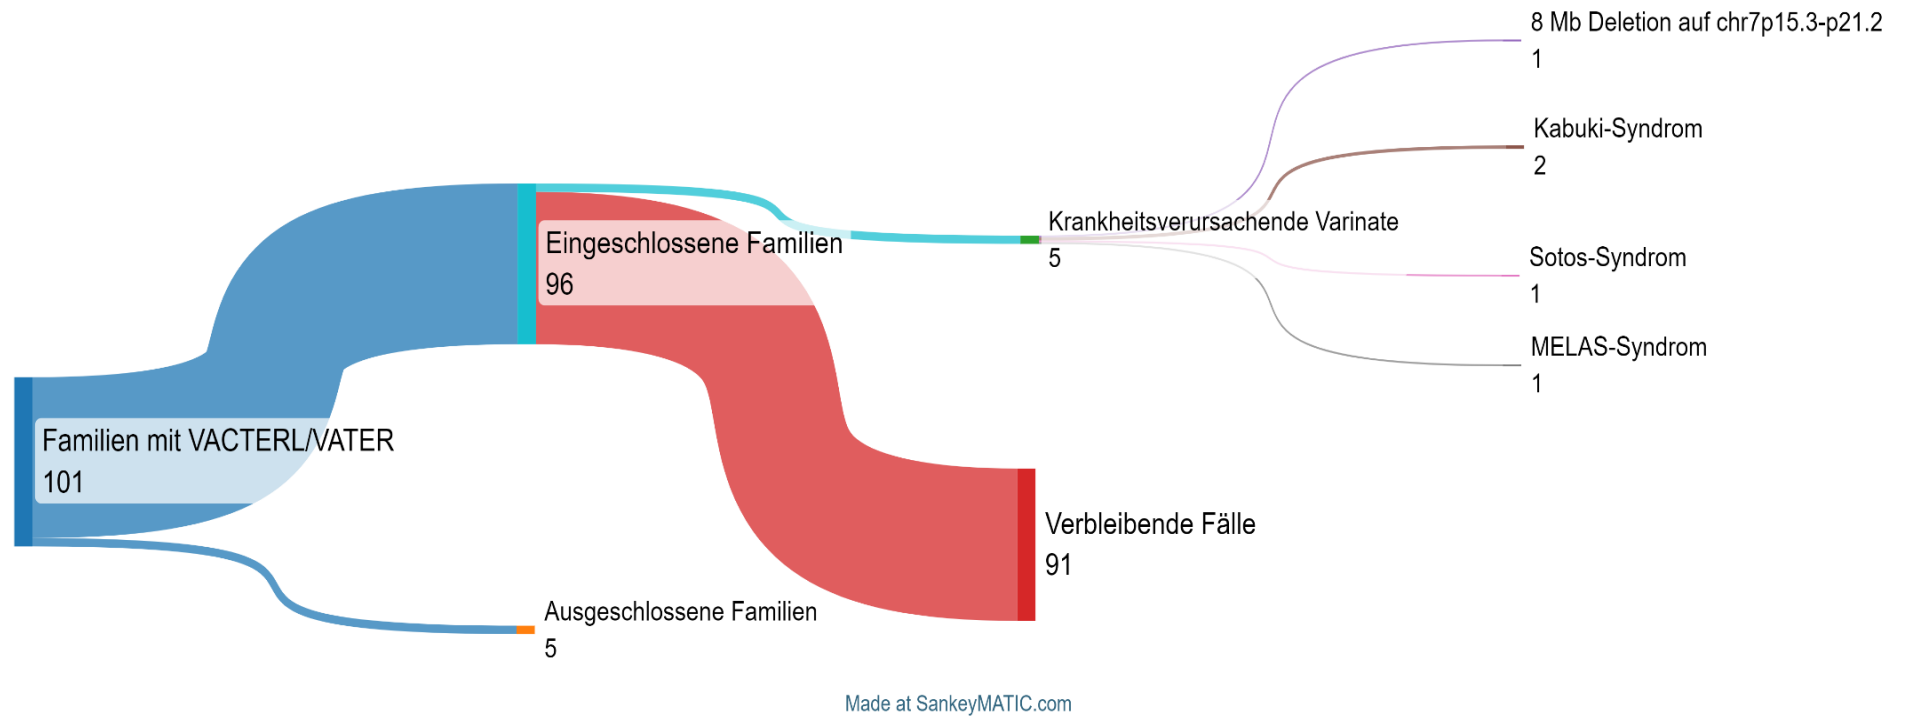 8 Mb Deletion auf chr7p15.3-p21.2
1
Kabuki-Syndrom
2
Krankheitsverursachende Varinate
5
Eingeschlossene Familien
96
Sotos-Syndrom
1
MELAS-Syndrom
1
Familien mit VACTERL/VATER
101
Verbleibende Fälle
91
Ausgeschlossene Familien
5
Made at SankeyMATIC.com